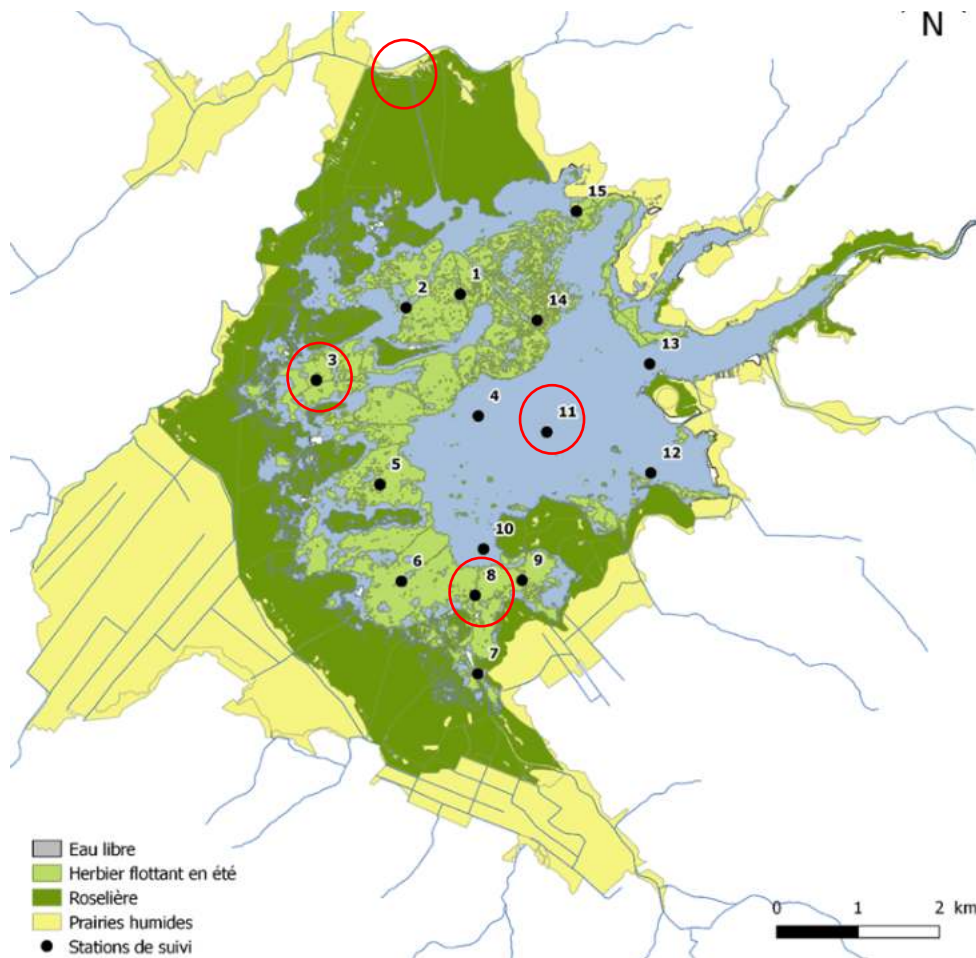 N
15
1
2
14
3
13
4
11
12
5
10
6
8
9
7
Eau libre
Herbier flottant en été
Roselière
Prairies humides
Stations de suivi
0 1 2 km